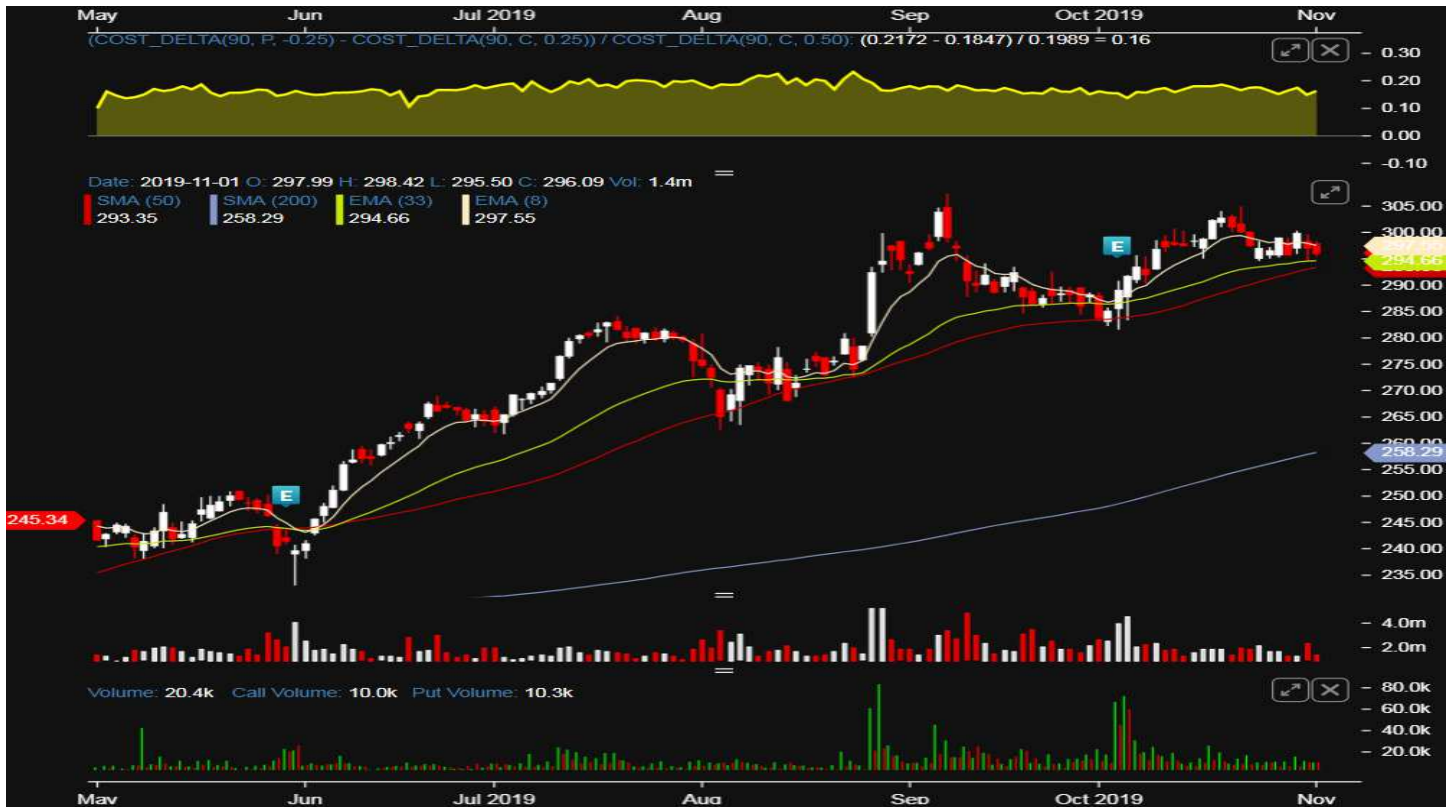 May Jun Jul 2019 Aug Sep Oct 2019 Nov
(COST_DELTA(90, P, -0.25) - COST_DELTA(90, C, 0.25)) / COST_DELTA(90, C, 0.50): (0.2172 - 0.1847) / 0.1989 = 0.16
0.30
0.20
0.10
0.00
-0.10
Date: 2019-11-01 O: 297.99 H: 298.42 L: 295.50 C: 296.09 Vol: 1.4m
SMA (50) SMA (200) EMA (33) EMA (8)
293.35 258.29 294.66 297.55
305.00
300.00
E
297.55
294.66
290.00
285.00
280.00
275.00
270.00
265.00
260.00
258.29
255.00
E
250.00
245.34
245.00
240.00
235.00
4.0m
2.0m
Volume: 20.4k Call Volume: 10.0k Put Volume: 10.3k
80.0k
60.0k
40.0k
20.0k
May Jun Jul 2019 Aug Sep Oct 2019 Nov